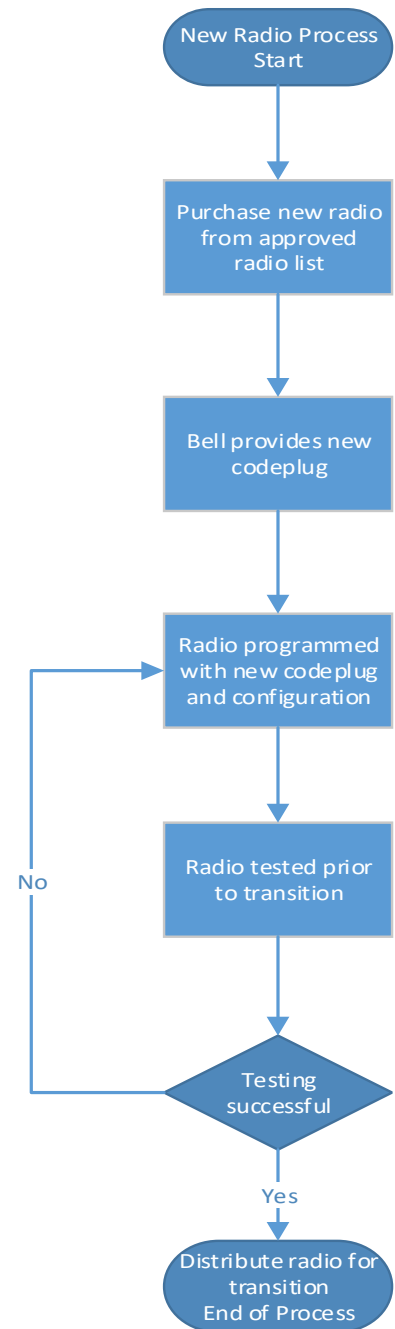 New Radio Process
Start
Purchase new radio
from approved
radio list
Bell provides new
codeplug
Radio programmed
with new codeplug
and configuration
Radio tested prior
to transition
No
Testing
successful
Yes
Distribute radio for
transition
End of Process